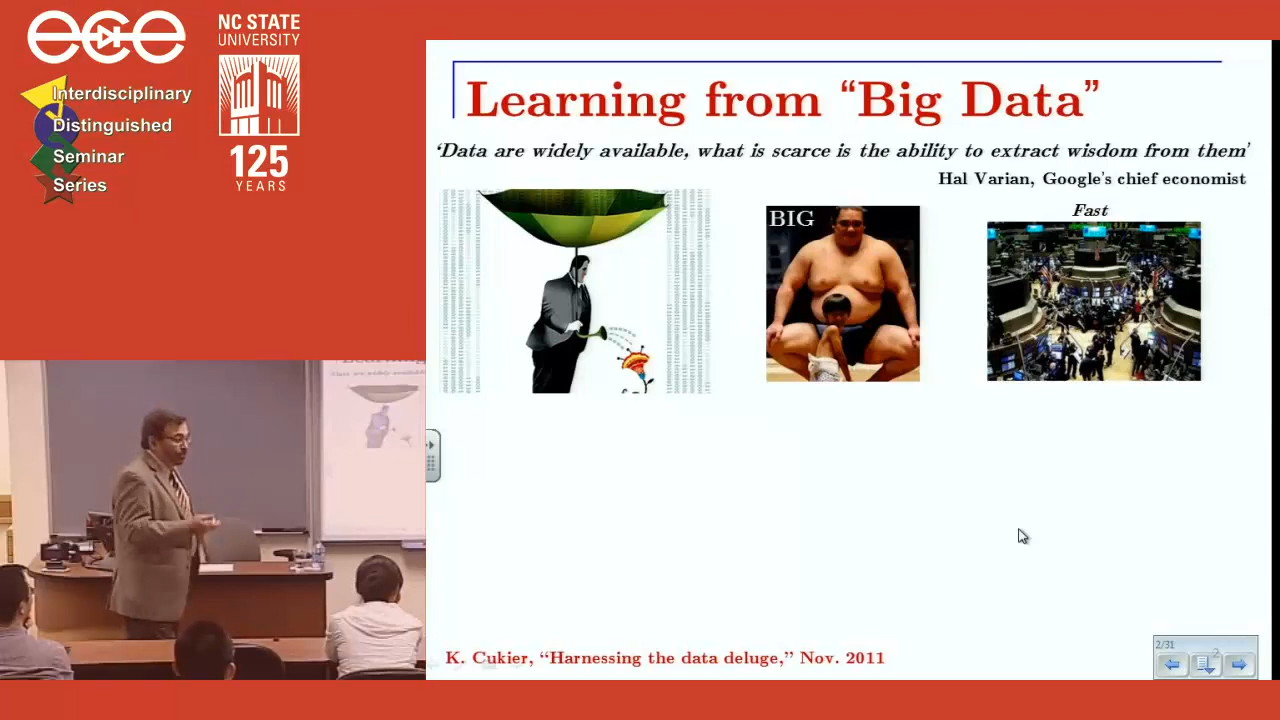 ece
NC STATE
UNIVERSITY
125
YEARS
Interdisciplinary
Distinguished
Seminar
Series
Learning from “Big Data”
‘Data are widely available, what is scarce is the ability to extract wisdom from them’
Hal Varian, Google's chief economist
BIG
Fast
K. Cukier, “Harnessing the data deluge,” Nov. 2011
2/31
2